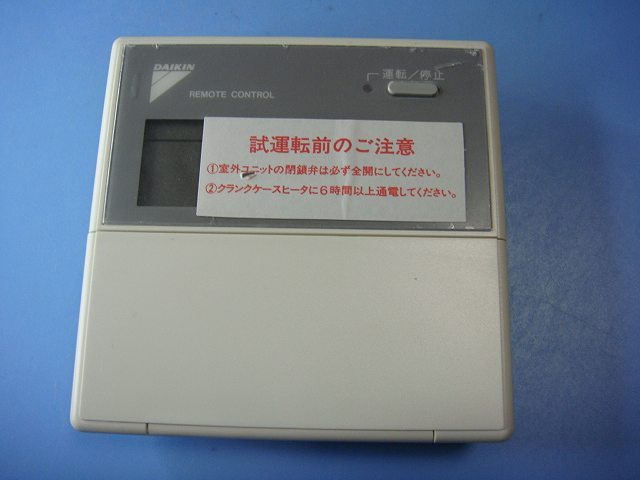 DAIKIN
REMOTE CONTROL
運転/停止
試運転前のご注意
①室外ユニットの閉鎖弁は必ず全開にしてください。
②クランクケースヒータに6時間以上通電してください。